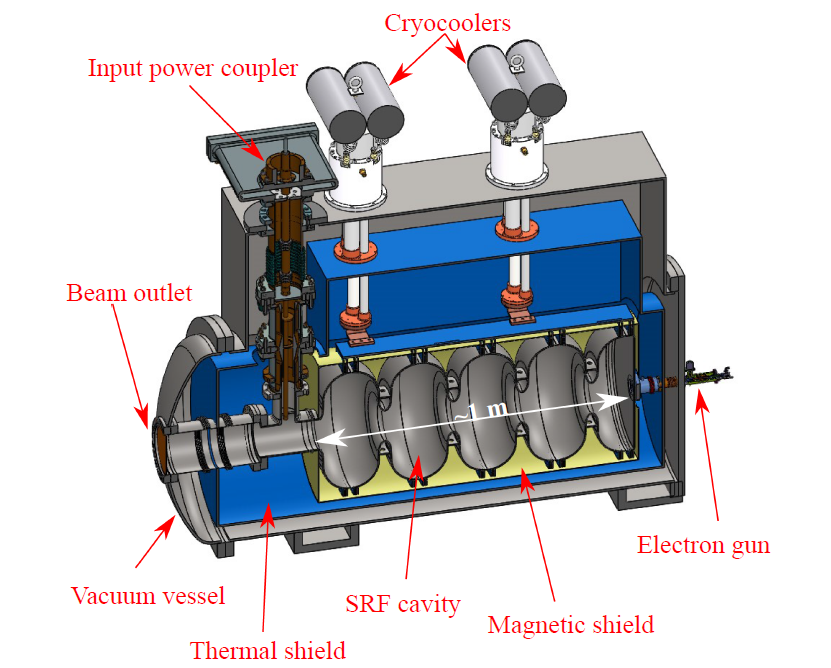 Cryocoolers
Input power coupler
Beam outlet
~1 m
Electron gun
Vacuum vessel
SRF cavity
Magnetic shield
Thermal shield